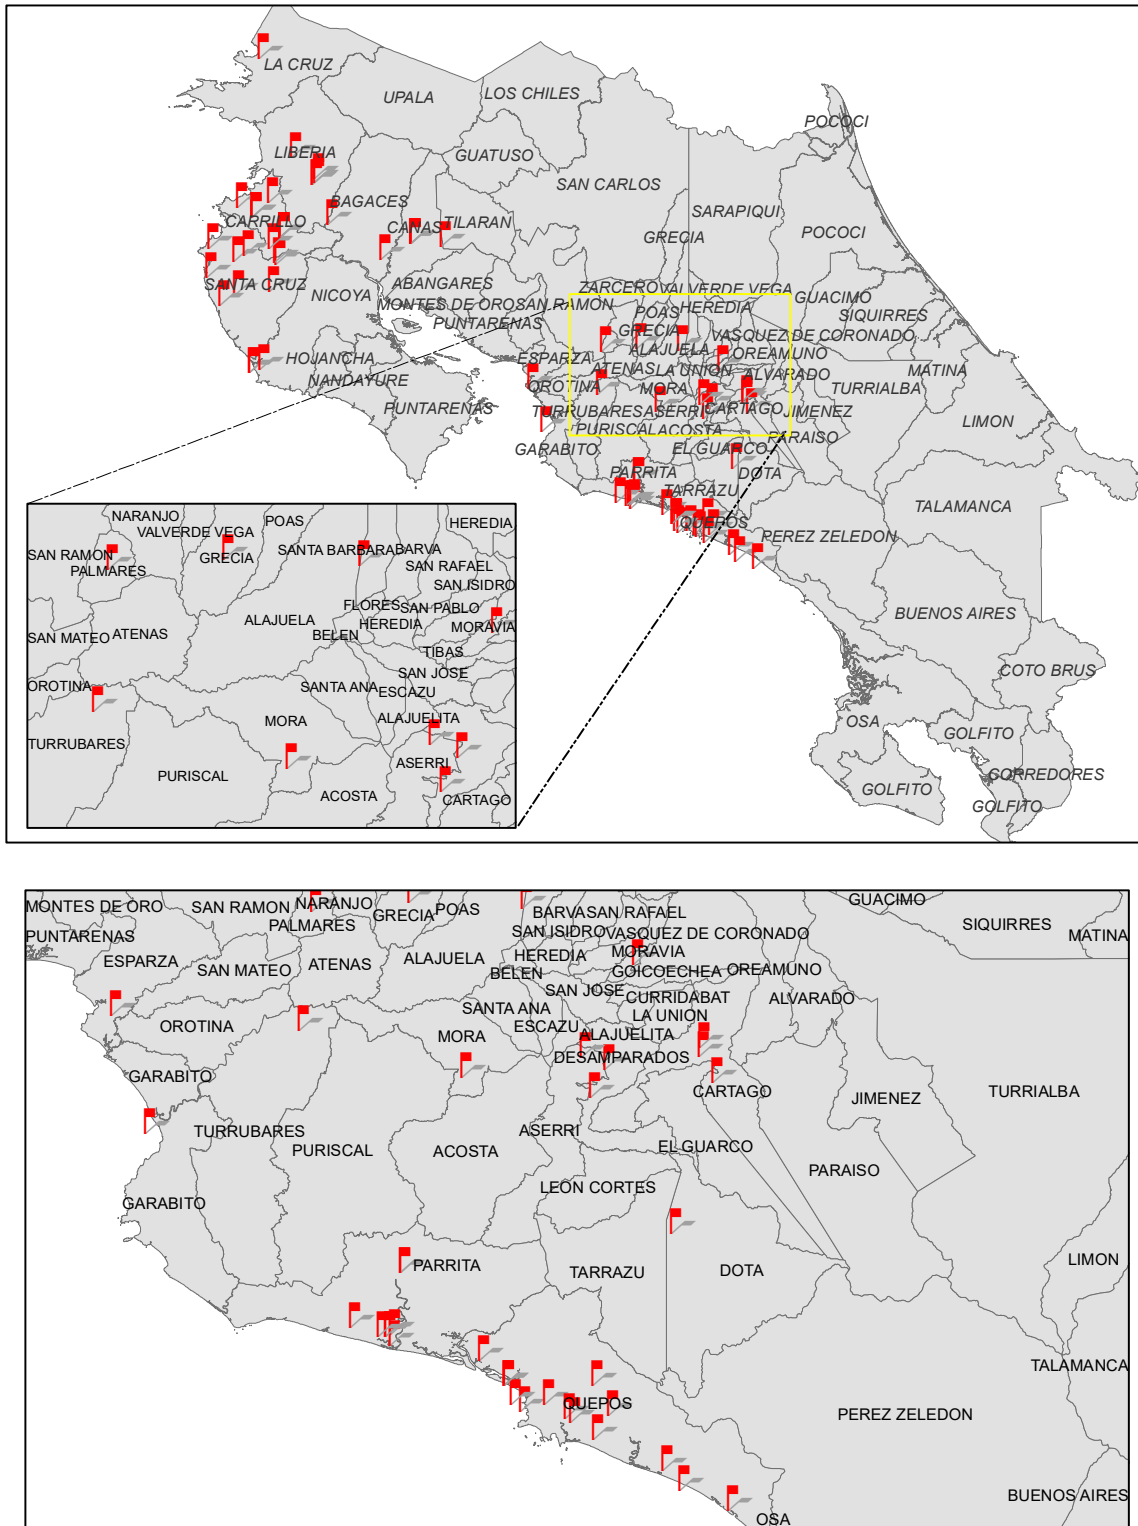 LA CRUZ
UPALA
LOS CHILES
POCOCI
LIBERIA
GUATUSO
SAN CARLOS
BAGACES
SARAPIQUI
CARRILLO
CANAS
TILARAN
GRECIA
POCOCI
SANTA CRUZ
NICOYA
ABANGARES
ZARCERO
VALVERDE VEGA
GUACIMO
MONTES DE ORO
SAN RAMON
POAS
HEREDIA
SIQUIRRES
PUNTARENAS
GRECIA
VASQUEZ DE CORONADO
HOJANCHA
ESPARZA
ALAJUELA
OREAMUNO
MATINA
NANDAYURE
OROTINA
ATENAS
LA UNION
ALVARADO
TURRIALBA
PUNTARENAS
MORA
TURRUBARES
ASERRI
CARTAGO
JIMENEZ
LIMON
GARABITO
PURISCAL
ACOSTA
PARAISO
EL GUARCO
PARRITA
DOTA
TARRAZU
TALAMANCA
QUEPOS
PEREZ ZELEDON
BUENOS AIRES
COTO BRUS
OSA
GOLFITO
CORREDORES
GOLFITO
GOLFITO
NARANJO
VALVERDE VEGA
POAS
HEREDIA
SAN RAMON
GRECIA
SANTA BARBARA
BARVA
PALMARES
SAN RAFAEL
SAN ISIDRO
FLORES
SAN PABLO
ALAJUELA
HEREDIA
MORAVIA
SAN MATEO
ATENAS
BELEN
TIBAS
SAN JOSE
OROTINA
SANTA ANA
ESCAZU
MORA
ALAJUELITA
TURRUBARES
ASERRI
PURISCAL
ACOSTA
CARTAGO
MONTES DE ORO
SAN RAMON
NARANJO
GRECIA
POAS
BARVA
SAN RAFAEL
GUACIMO
SIQUIRRES
MATINA
PUNTARENAS
PALMARES
SAN ISIDRO
VASQUEZ DE CORONADO
ESPARZA
SAN MATEO
ATENAS
ALAJUELA
HEREDIA
MORAVIA
BELEN
GOICOECHEA
OREAMUNO
SAN JOSE
CURRIDABAT
ALVARADO
OROTINA
SANTA ANA
ESCAZU
LA UNION
MORA
ALAJUELITA
DESAMPARADOS
GARABITO
CARTAGO
JIMENEZ
TURRIALBA
TURRUBARES
ASERRI
PURISCAL
ACOSTA
EL GUARCO
PARAISO
GARABITO
LEON CORTES
PARRITA
TARRAZU
DOTA
LIMON
TALAMANCA
QUEPOS
PEREZ ZELEDON
BUENOS AIRES
OSA